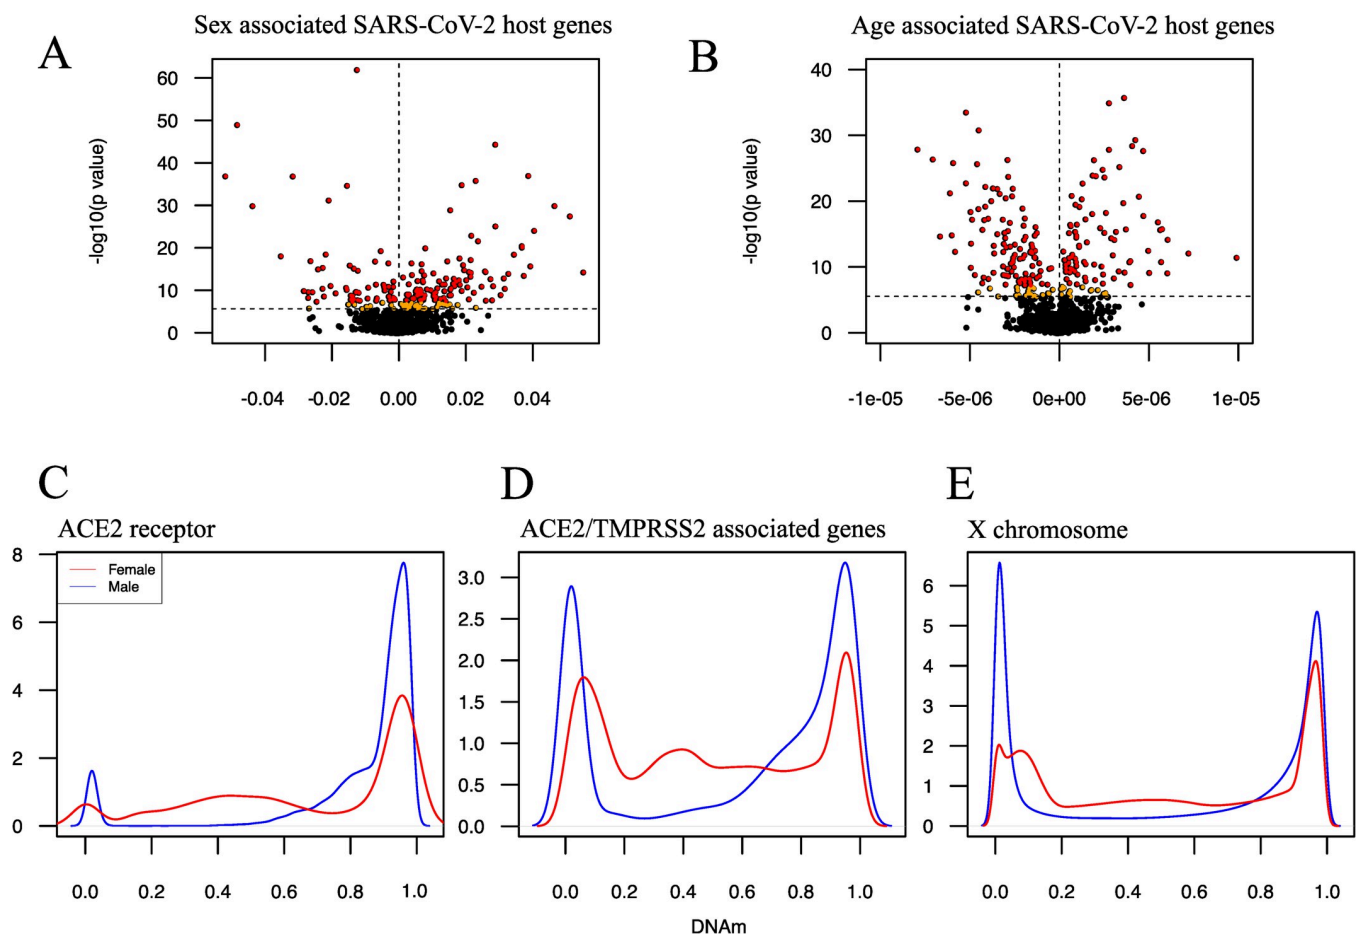 Sex associated SARS-CoV-2 host genes
Age associated SARS-CoV-2 host genes
A
B
-log10(p value)
60
50
40
30
20
10
0
-0.04 -0.02 0.00 0.02 0.04
-log10(p value)
40
30
20
10
0
-1e-05 -5e-06 0e+00 5e-06 1e-05
C
ACE2 receptor
8
6
4
2
0
Female
Male
0.0 0.2 0.4 0.6 0.8 1.0
D
ACE2/TMPRSS2 associated genes
3.0
2.5
2.0
1.5
1.0
0.5
0.0
0.0 0.2 0.4 0.6 0.8 1.0
DNAm
E
X chromosome
6
5
4
3
2
1
0
0.0 0.2 0.4 0.6 0.8 1.0